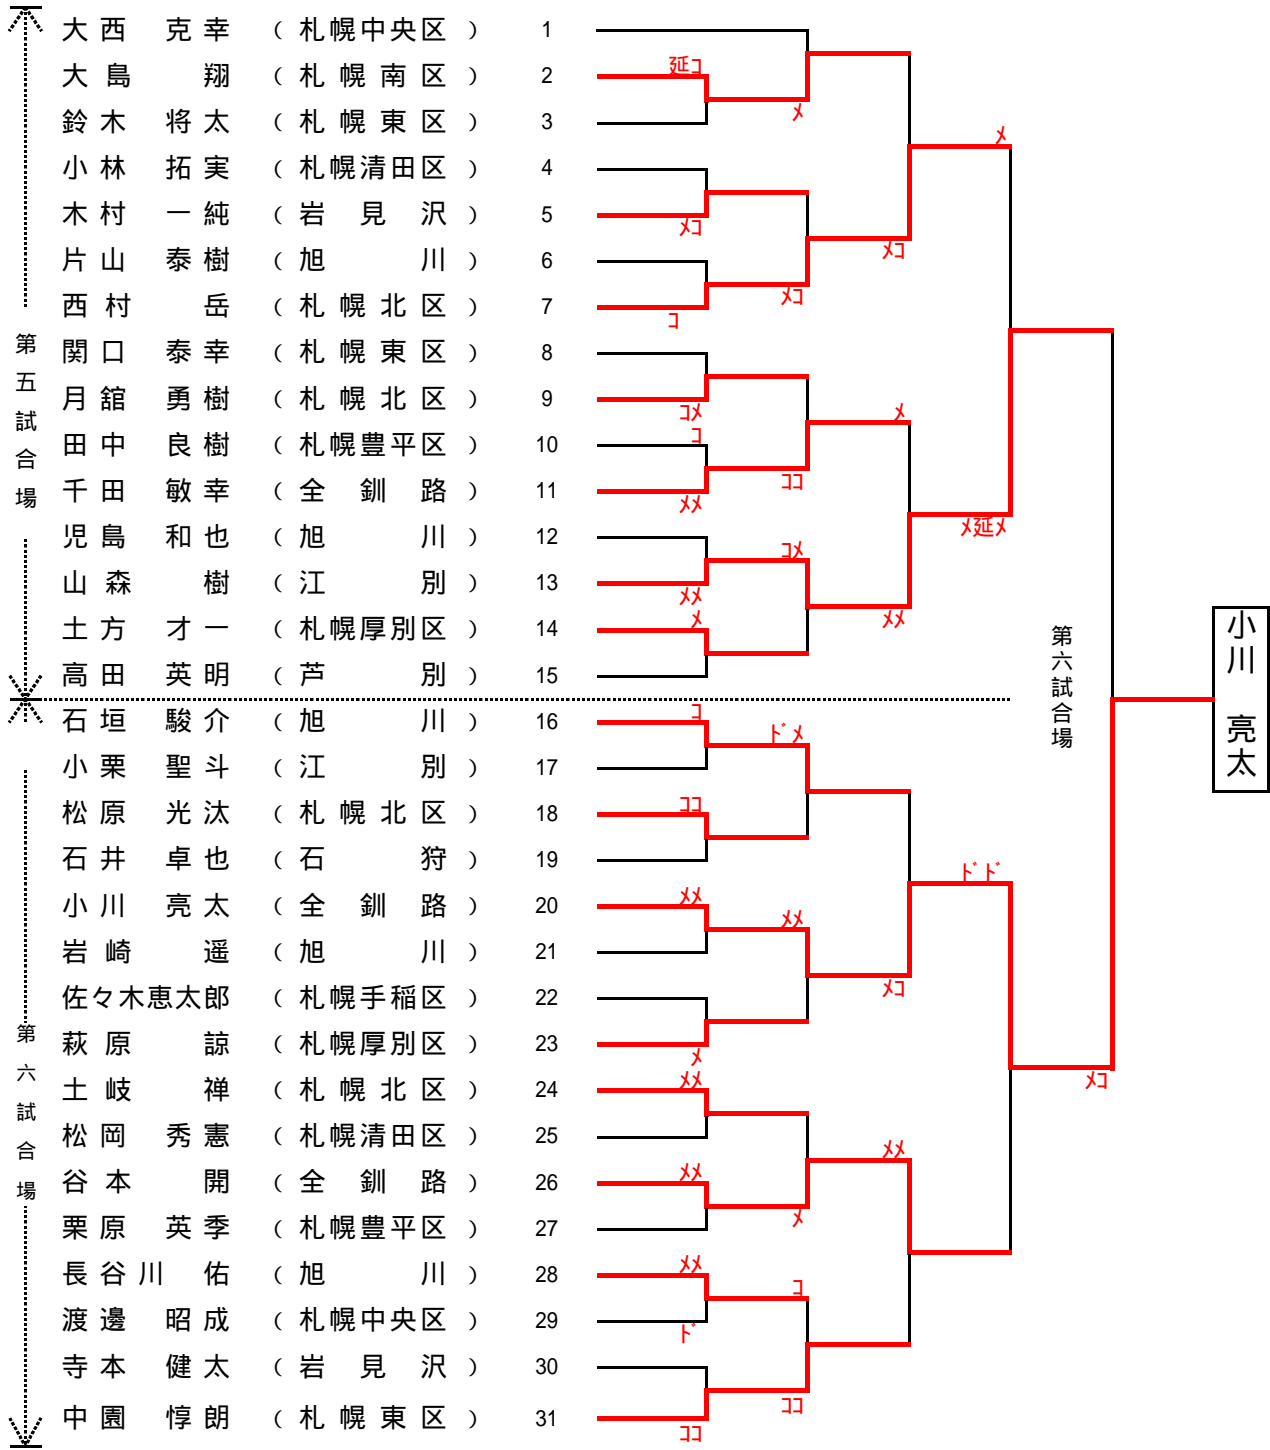 大西 克幸 （札幌中央区） 1
大島 翔 （札幌南区） 2
延コ
鈴木 将太 （札幌東区） 3
メ
小林 拓実 （札幌清田区） 4
木村 一純 （岩見沢） 5
メコ
片山 泰樹 （旭川） 6
西村 岳 （札幌北区） 7
コ
メコ
メコ
メ
関口 泰幸 （札幌東区） 8
月舘 勇樹 （札幌北区） 9
コメ
田中 良樹 （札幌豊平区） 10
コ
千田 敏幸 （全釧路） 11
メメ
ココ
メ
児島 和也 （旭川） 12
山森 樹 （江別） 13
メメ
コメ
土方 才一 （札幌厚別区） 14
メ
高田 英明 （芦別） 15
メメ
メ延メ
第五試合場
石垣 駿介 （旭川） 16
コ
小栗 聖斗 （江別） 17
ドメ
松原 光汰 （札幌北区） 18
ココ
石井 卓也 （石狩） 19
小川 亮太 （全釧路） 20
メメ
岩崎 遥 （旭川） 21
メメ
佐々木恵太郎 （札幌手稲区） 22
萩原 諒 （札幌厚別区） 23
メ
メコ
ドド
土岐 禅 （札幌北区） 24
メメ
松岡 秀憲 （札幌清田区） 25
谷本 開 （全釧路） 26
メメ
栗原 英季 （札幌豊平区） 27
メ
メメ
長谷川 佑 （旭川） 28
メメ
渡邊 昭成 （札幌中央区） 29
ド
コ
寺本 健太 （岩見沢） 30
中園 惇朗 （札幌東区） 31
ココ
ココ
メコ
第六試合場
第六試合場
小川 亮太